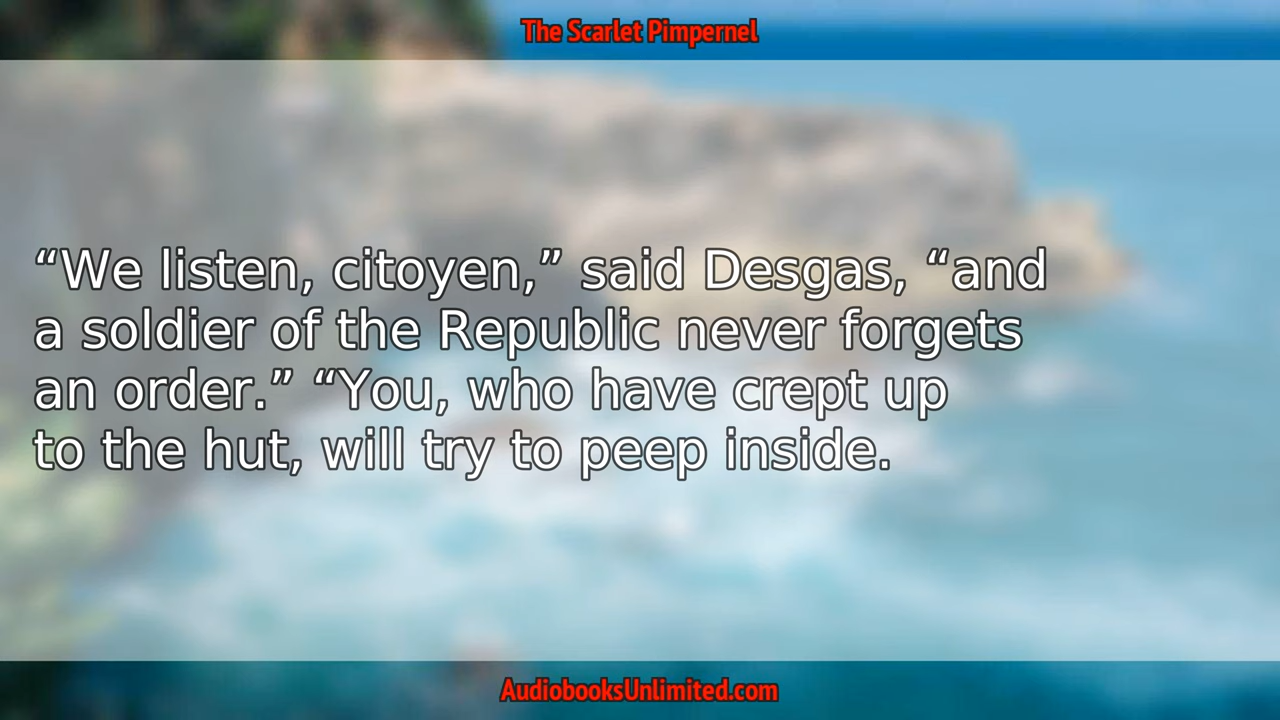 The Scarlet Pimpernel
“We listen, citoyen,” said Desgas, “and
a soldier of the Republic never forgets
an order.” “You, who have crept up
to the hut, will try to peep inside.
AudiobooksUnlimited.com